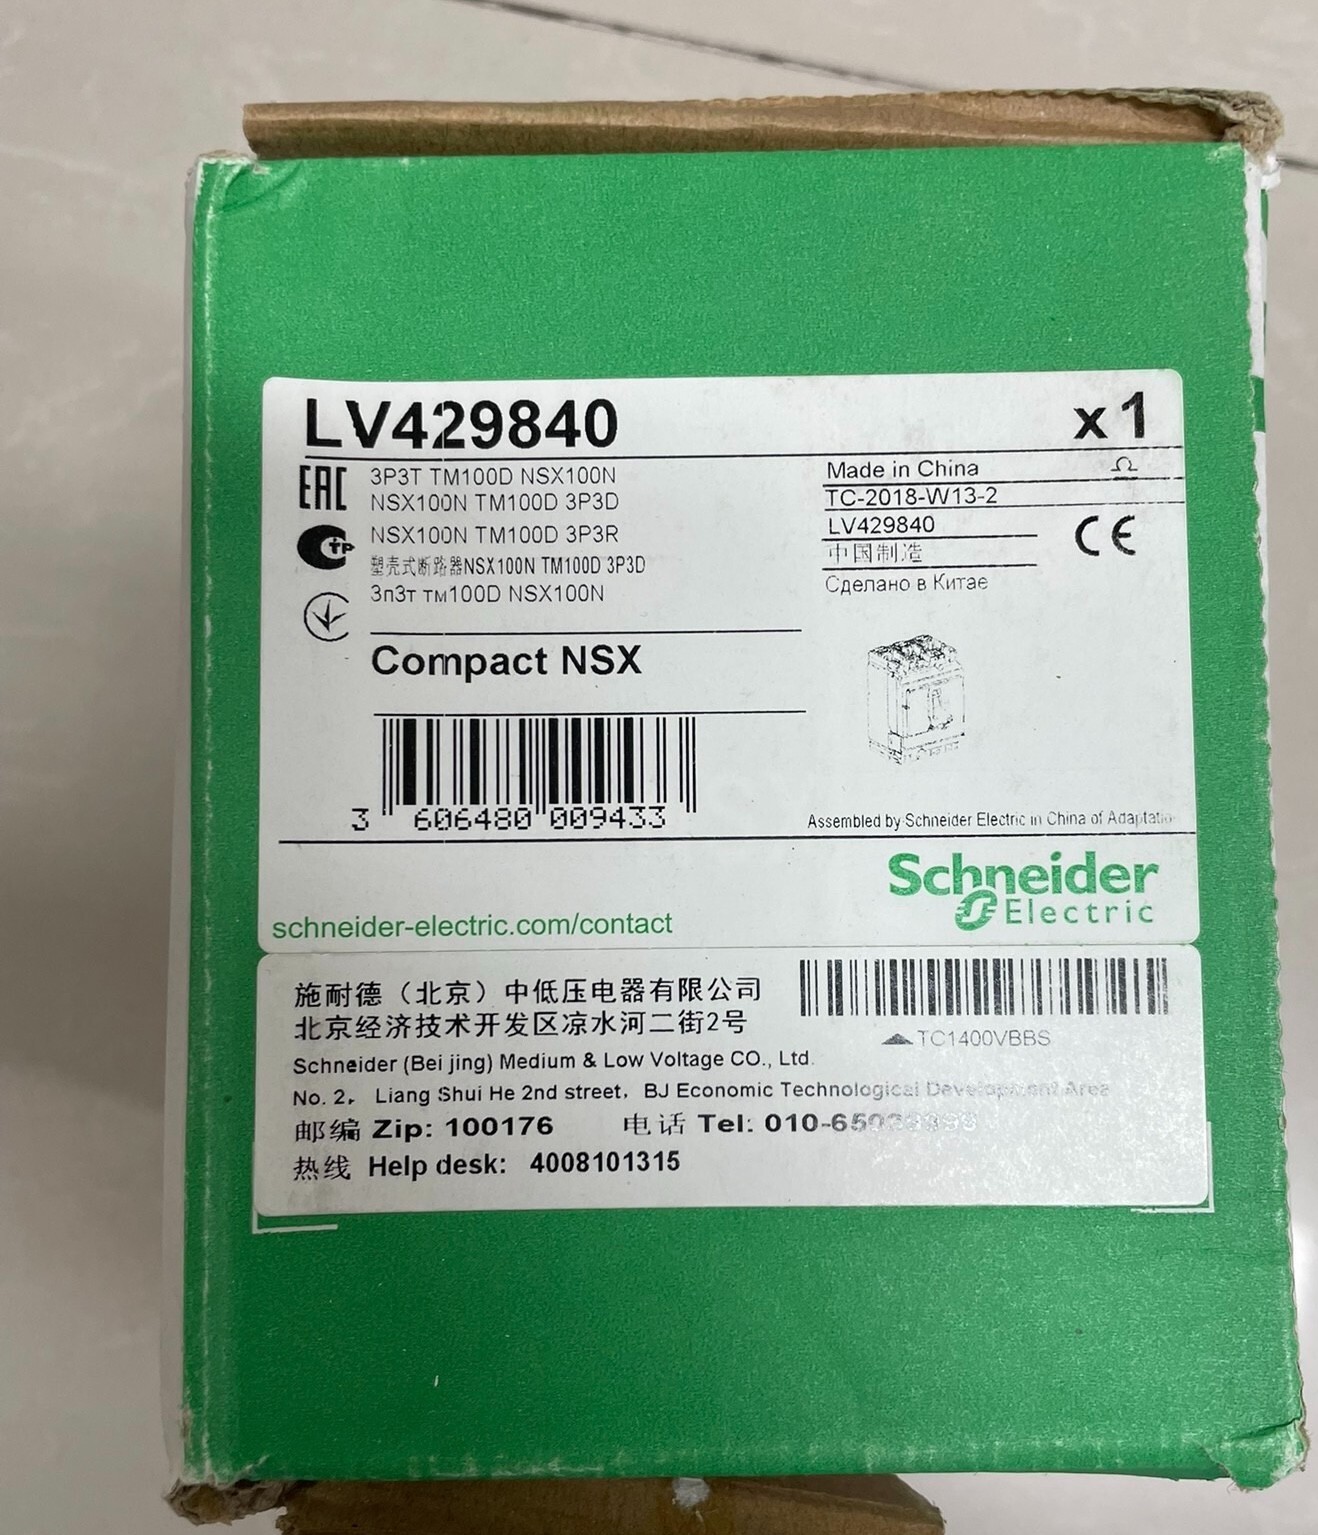 LV429840
x1
EAC
3P3T TM100D NSX100N
NSX100N TM100D 3P3D
NSX100N TM100D 3P3R
塑壳式断路器NSX100N TM100D 3P3D
3п3т тм100D NSX100N
Made in China
TC-2018-W13-2
LV429840
中国制造
Сделано в Китае
CE
Compact NSX
3 606480 009433
Assembled by Schneider Electric in China of Adaptatio
Schneider
Electric
schneider-electric.com/contact
施耐德（北京）中低压电器有限公司
北京经济技术开发区凉水河二街2号
TC1400VBBS
Schneider (Bei jing) Medium & Low Voltage CO., Ltd.
No. 2， Liang Shui He 2nd street，BJ Economic Technological Development Area
邮编 Zip: 100176 电话 Tel:
热线 Help desk: 4008101315